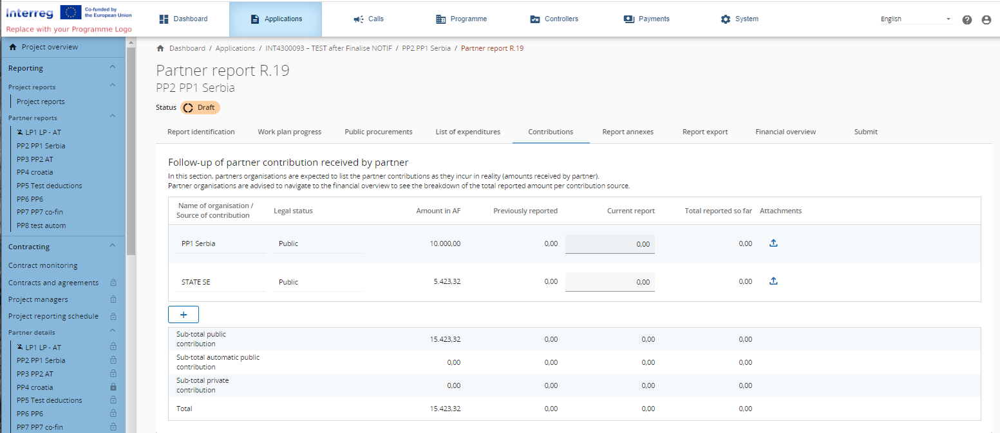 Interreg
Co-funded by
the European Union
Replace with your Programme Logo
Dashboard
Applications
Calls
Programme
Controllers
Payments
System
English
Project overview
Reporting
Project reports
Project reports
Partner reports
LP1 LP - AT
PP2 PP1 Serbia
PP3 PP2 AT
PP4 croatia
PP5 Test deductions
PP6 PP6
PP7 PP7 co-fin
PP8 test autom
Contracting
Contract monitoring
Contracts and agreements
Project managers
Project reporting schedule
Partner details
LP1 LP - AT
PP2 PP1 Serbia
PP3 PP2 AT
PP4 croatia
PP5 Test deductions
PP6 PP6
PP7 PP7 co-fin
Dashboard / Applications / INT4300093 – TEST after Finalise NOTIF / PP2 PP1 Serbia / Partner report R.19
Partner report R.19
PP2 PP1 Serbia
Status Draft
Report identification Work plan progress Public procurements List of expenditures Contributions Report annexes Report export Financial overview Submit
Follow-up of partner contribution received by partner
In this section, partners organisations are expected to list the partner contributions as they incur in reality (amounts received by partner).
Partner organisations are advised to navigate to the financial overview to see the breakdown of the total reported amount per contribution source.
Name of organisation /
Source of contribution
Legal status Amount in AF Previously reported Current report Total reported so far Attachments
PP1 Serbia Public 10.000,00 0,00 0,00 0,00
STATE SE Public 5.423,32 0,00 0,00 0,00
+
Sub-total public
contribution
15.423,32 0,00 0,00 0,00
Sub-total automatic public
contribution
0,00 0,00 0,00 0,00
Sub-total private
contribution
0,00 0,00 0,00 0,00
Total 15.423,32 0,00 0,00 0,00